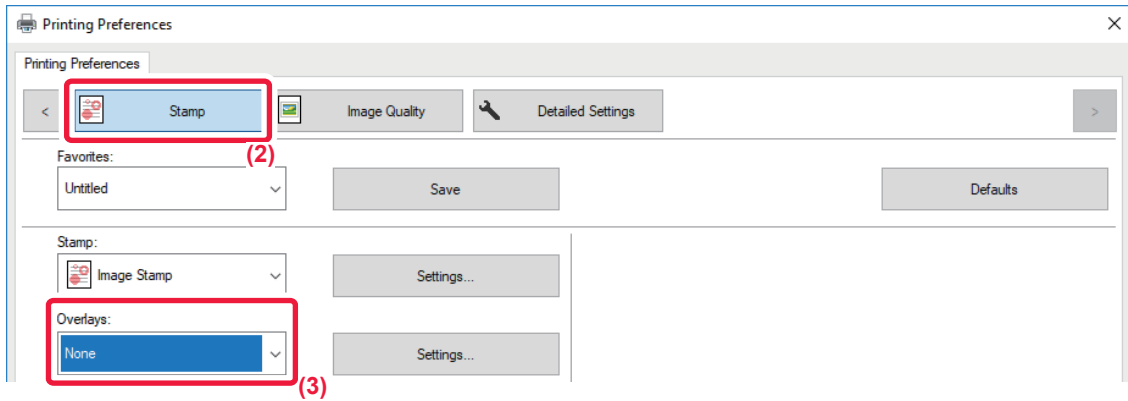 Printing Preferences
Printing Preferences
< Stamp Image Quality Detailed Settings >
(2)
Favorites:
Untitled Save Defaults
Stamp:
Image Stamp Settings...
Overlays:
None Settings...
(3)